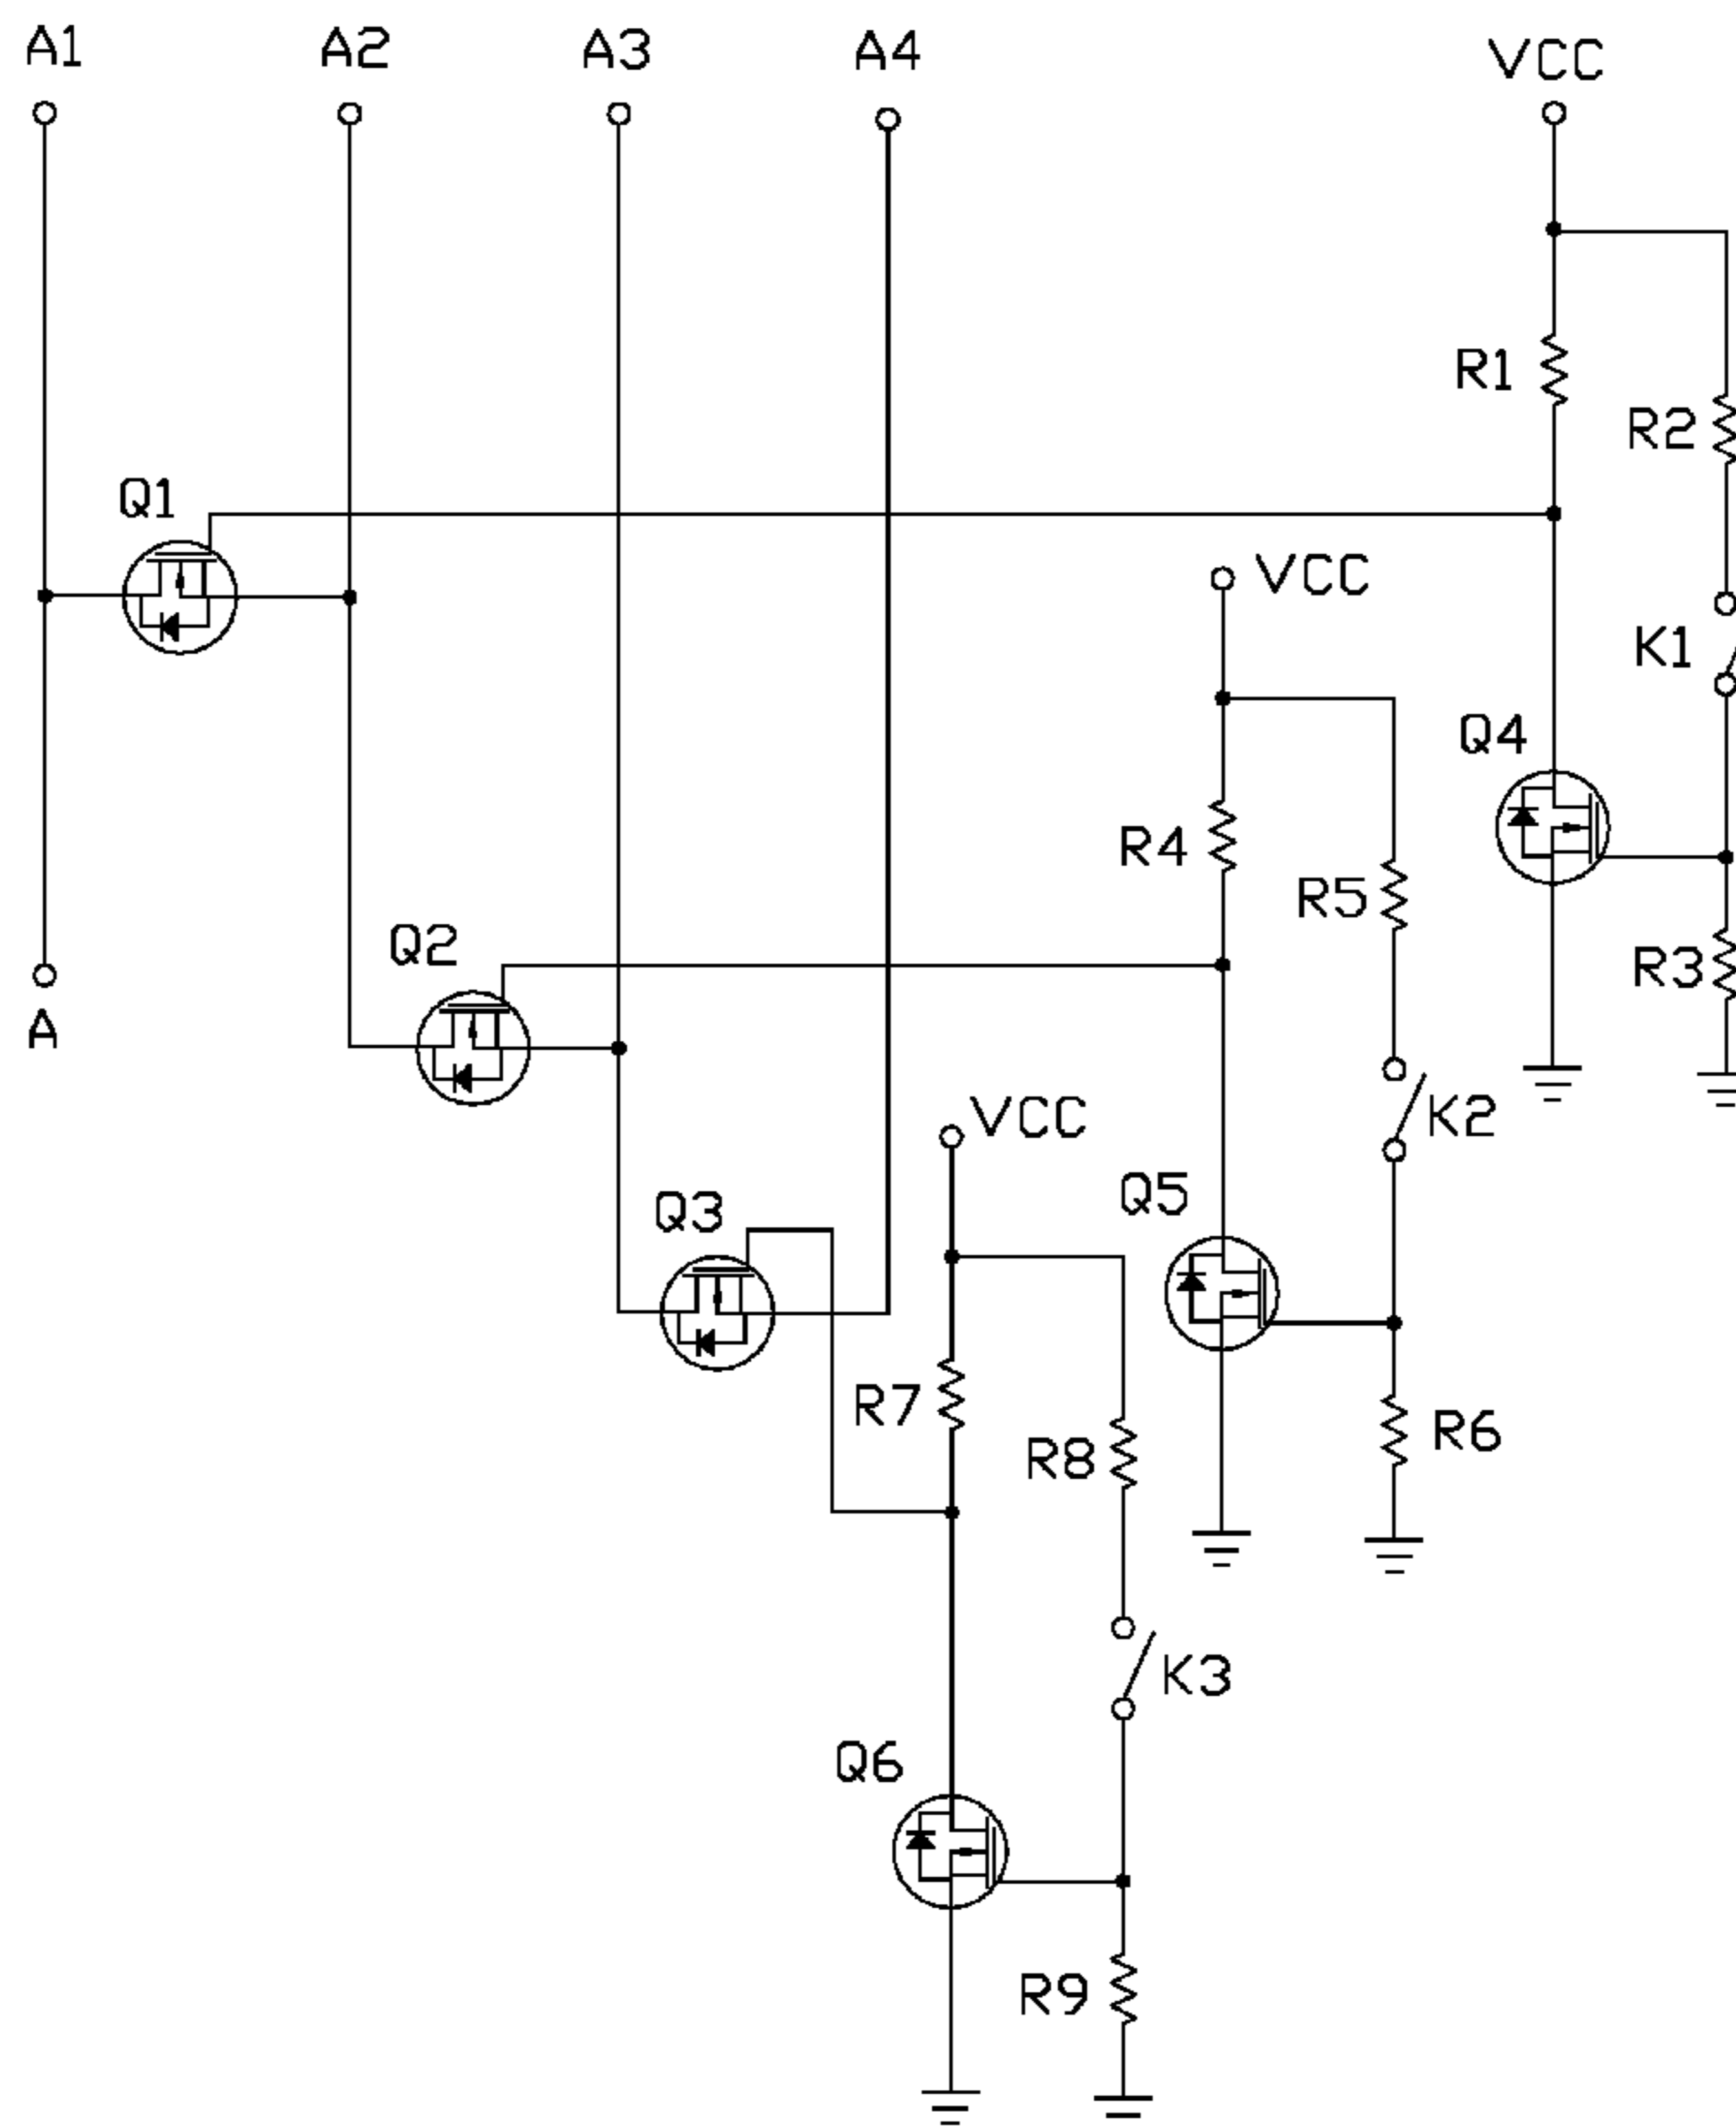 A1 A2 A3 A4 VCC
R1
R2
Q1
VCC
K1
Q4
R4
R5
Q2
R3
A
VCC
K2
Q5
Q3
R7
R8
R6
K3
Q6
R9